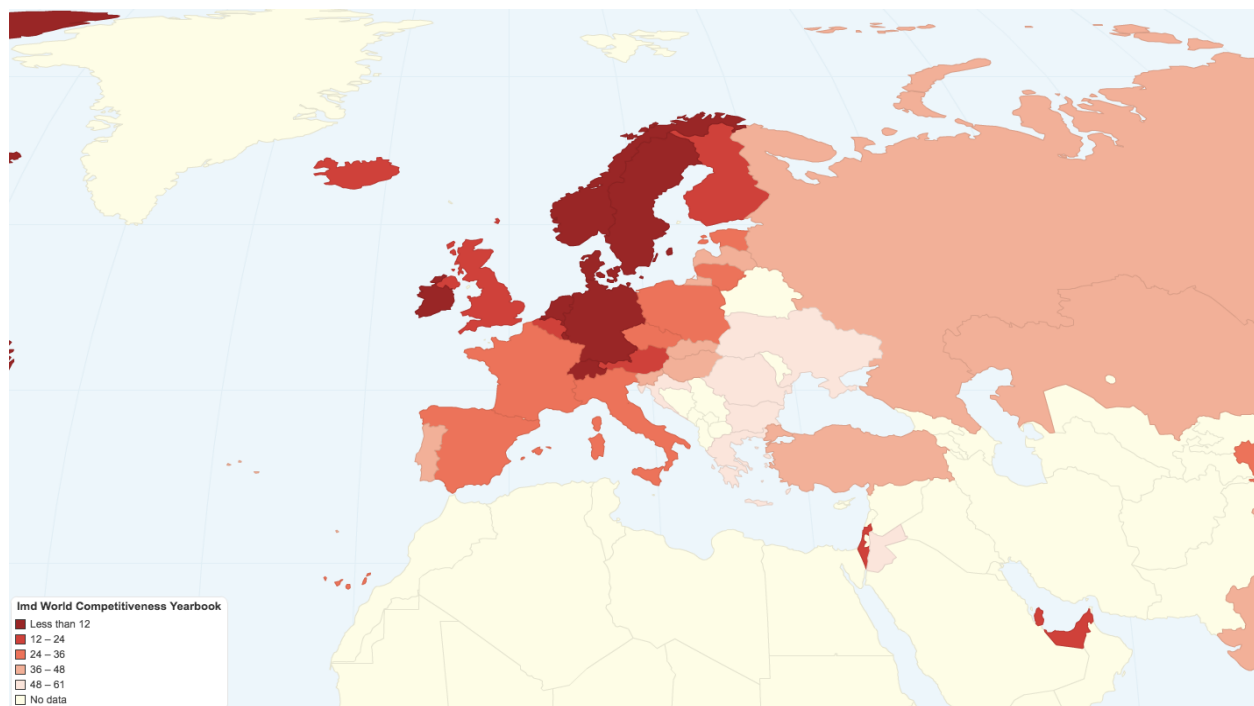 Imd World Competitiveness Yearbook
Less than 12
12 – 24
24 – 36
36 – 48
48 – 61
No data